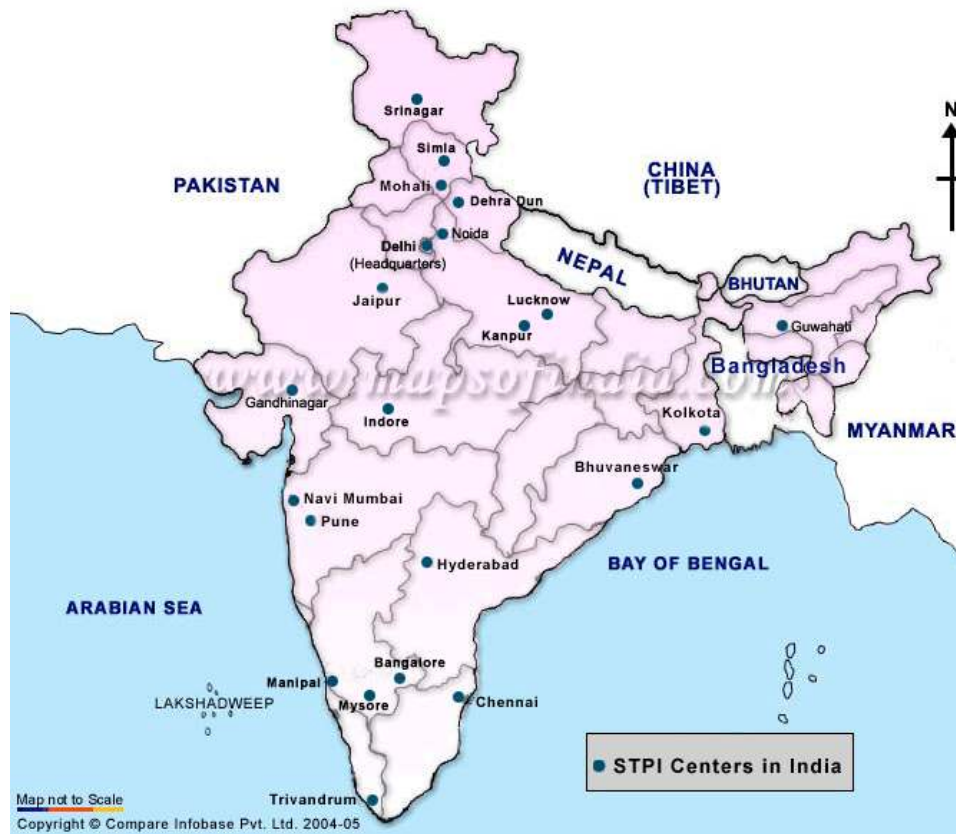 N
Srinagar
Simla
CHINA
(TIBET)
PAKISTAN
Mohali
Dehra Dun
Noida
Delhi
(Headquarters)
NEPAL
BHUTAN
Jaipur
Lucknow
Kanpur
Guwahati
www.mapsofindia.com
Bangladesh
Gandhinagar
Indore
Kolkota
MYANMAR
Bhuvaneswar
Navi Mumbai
Pune
Hyderabad
BAY OF BENGAL
ARABIAN SEA
Bangalore
Manipal
Mysore
Chennai
LAKSHADWEEP
STPI Centers in India
Trivandrum
Map not to Scale
Copyright © Compare Infobase Pvt. Ltd. 2004-05